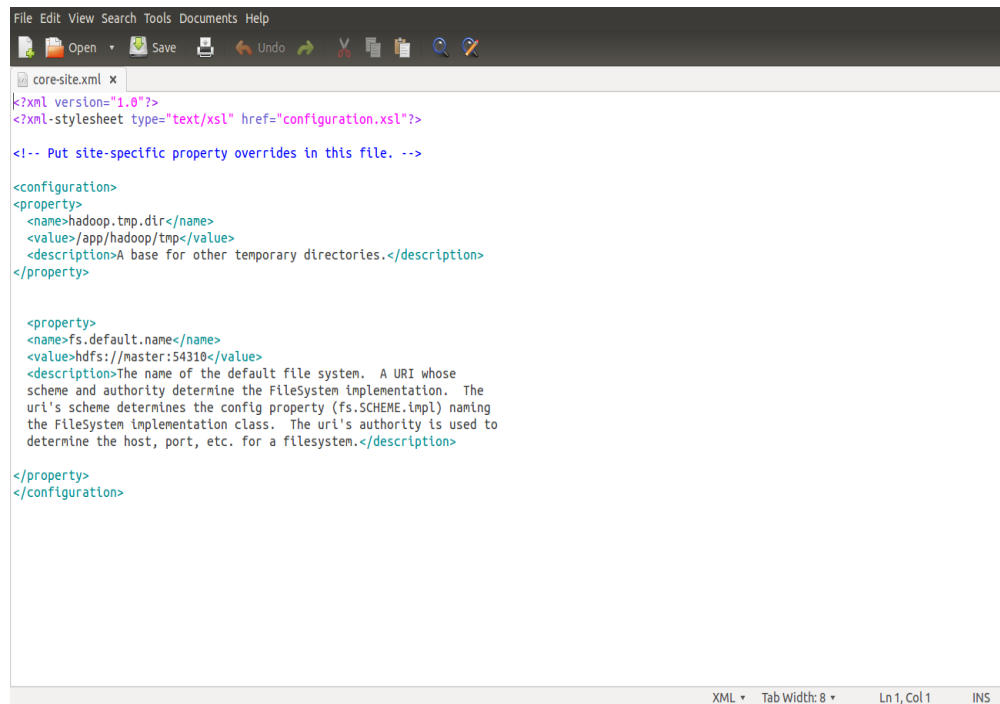 File Edit View Search Tools Documents Help
Open Save Undo
core-site.xml x
<?xml version="1.0"?>
<?xml-stylesheet type="text/xsl" href="configuration.xsl"?>
<!-- Put site-specific property overrides in this file. -->
<configuration>
<property>
<name>hadoop.tmp.dir</name>
<value>/app/hadoop/tmp</value>
<description>A base for other temporary directories.</description>
</property>
<property>
<name>fs.default.name</name>
<value>hdfs://master:54310</value>
<description>The name of the default file system.  A URI whose
scheme and authority determine the FileSystem implementation.  The
uri's scheme determines the config property (fs.SCHEME.impl) naming
the FileSystem implementation class.  The uri's authority is used to
determine the host, port, etc. for a filesystem.</description>
</property>
</configuration>
XML Tab Width: 8 Ln 1, Col 1 INS